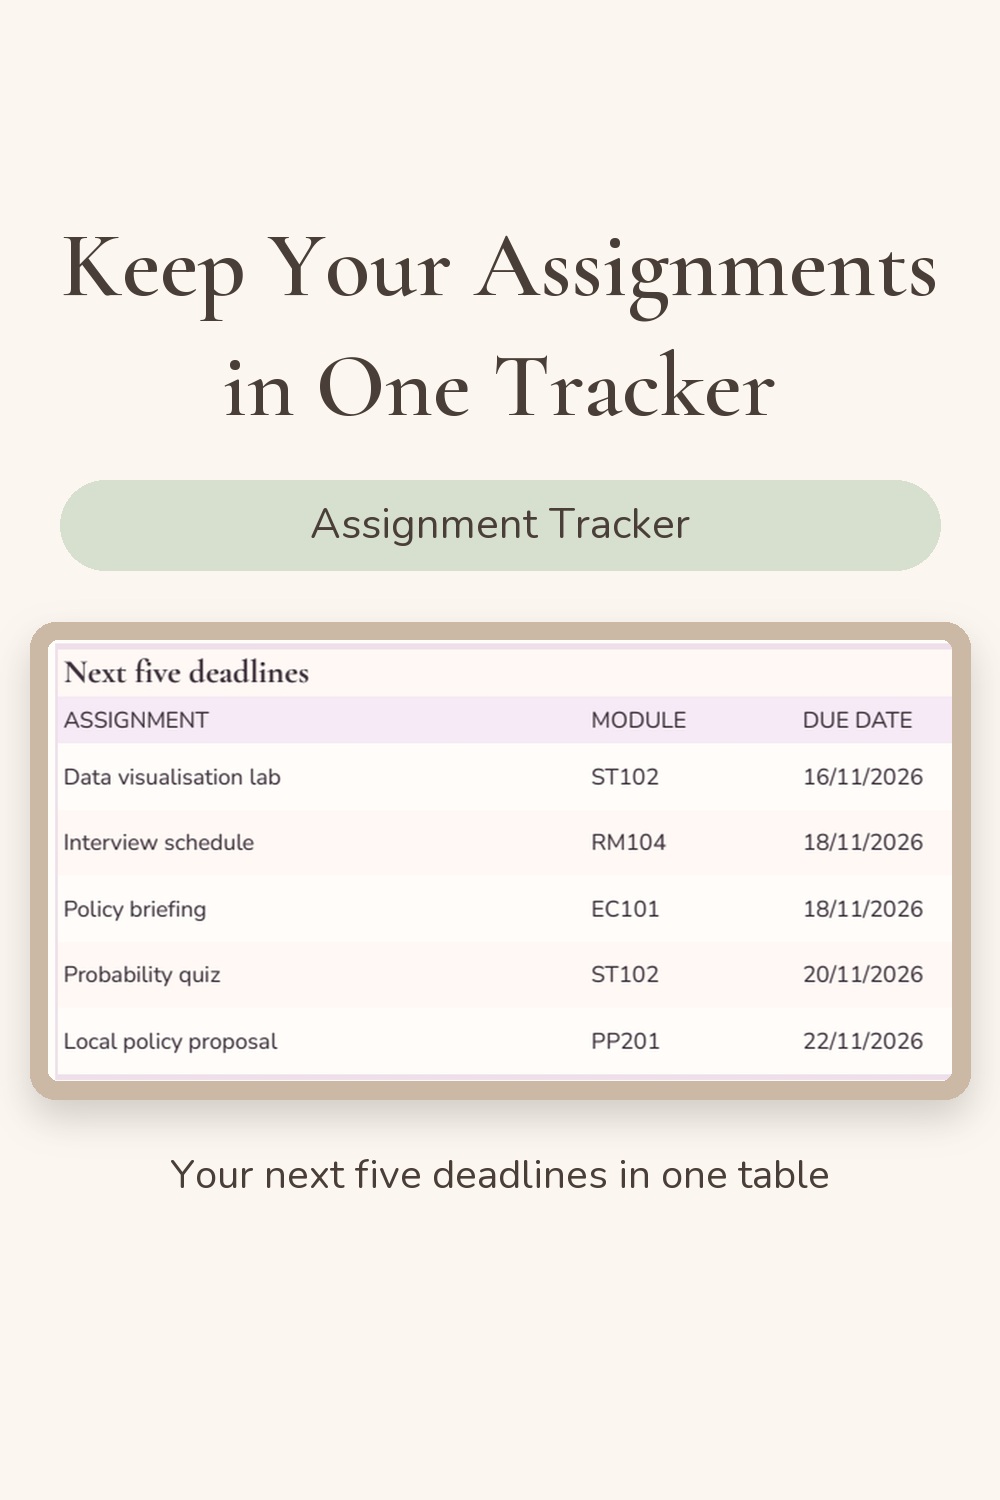 Keep Your Assignments
in One Tracker
Assignment Tracker
Next five deadlines
ASSIGNMENT MODULE DUE DATE
Data visualisation lab ST102 16/11/2026
Interview schedule RM104 18/11/2026
Policy briefing EC101 18/11/2026
Probability quiz ST102 20/11/2026
Local policy proposal PP201 22/11/2026
Your next five deadlines in one table